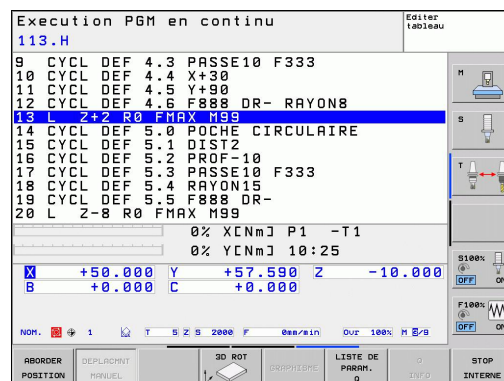 Execution PGM en continu
Editer
tableau
113.H
9 CYCL DEF 4.3 PASSE10 F333
10 CYCL DEF 4.4 X+30
11 CYCL DEF 4.5 Y+90
12 CYCL DEF 4.6 F888 DR- RAYON8
13 L Z+2 R0 FMAX M99
14 CYCL DEF 5.0 POCHE CIRCULAIRE
15 CYCL DEF 5.1 DIST2
16 CYCL DEF 5.2 PROF-10
17 CYCL DEF 5.3 PASSE10 F333
18 CYCL DEF 5.4 RAYON15
19 CYCL DEF 5.5 F888 DR-
20 L Z-8 R0 FMAX M99
M
S
T
0% X[Nm] P1 -T1
0% Y[Nm] 10:25
X +50.000 Y +57.590 Z -10.000
B +0.000 C +0.000
S100%
OFF ON
F100%
OFF ON
NOM. 1 T 5 Z S 2000 F 0mm/min Our 100% M 5/9
ABORDER
POSITION
DEPLACMNT
MANUEL
3D ROT
GRAPHISME
LISTE DE
PARAM.
Q
Q
INFO
STOP
INTERNE